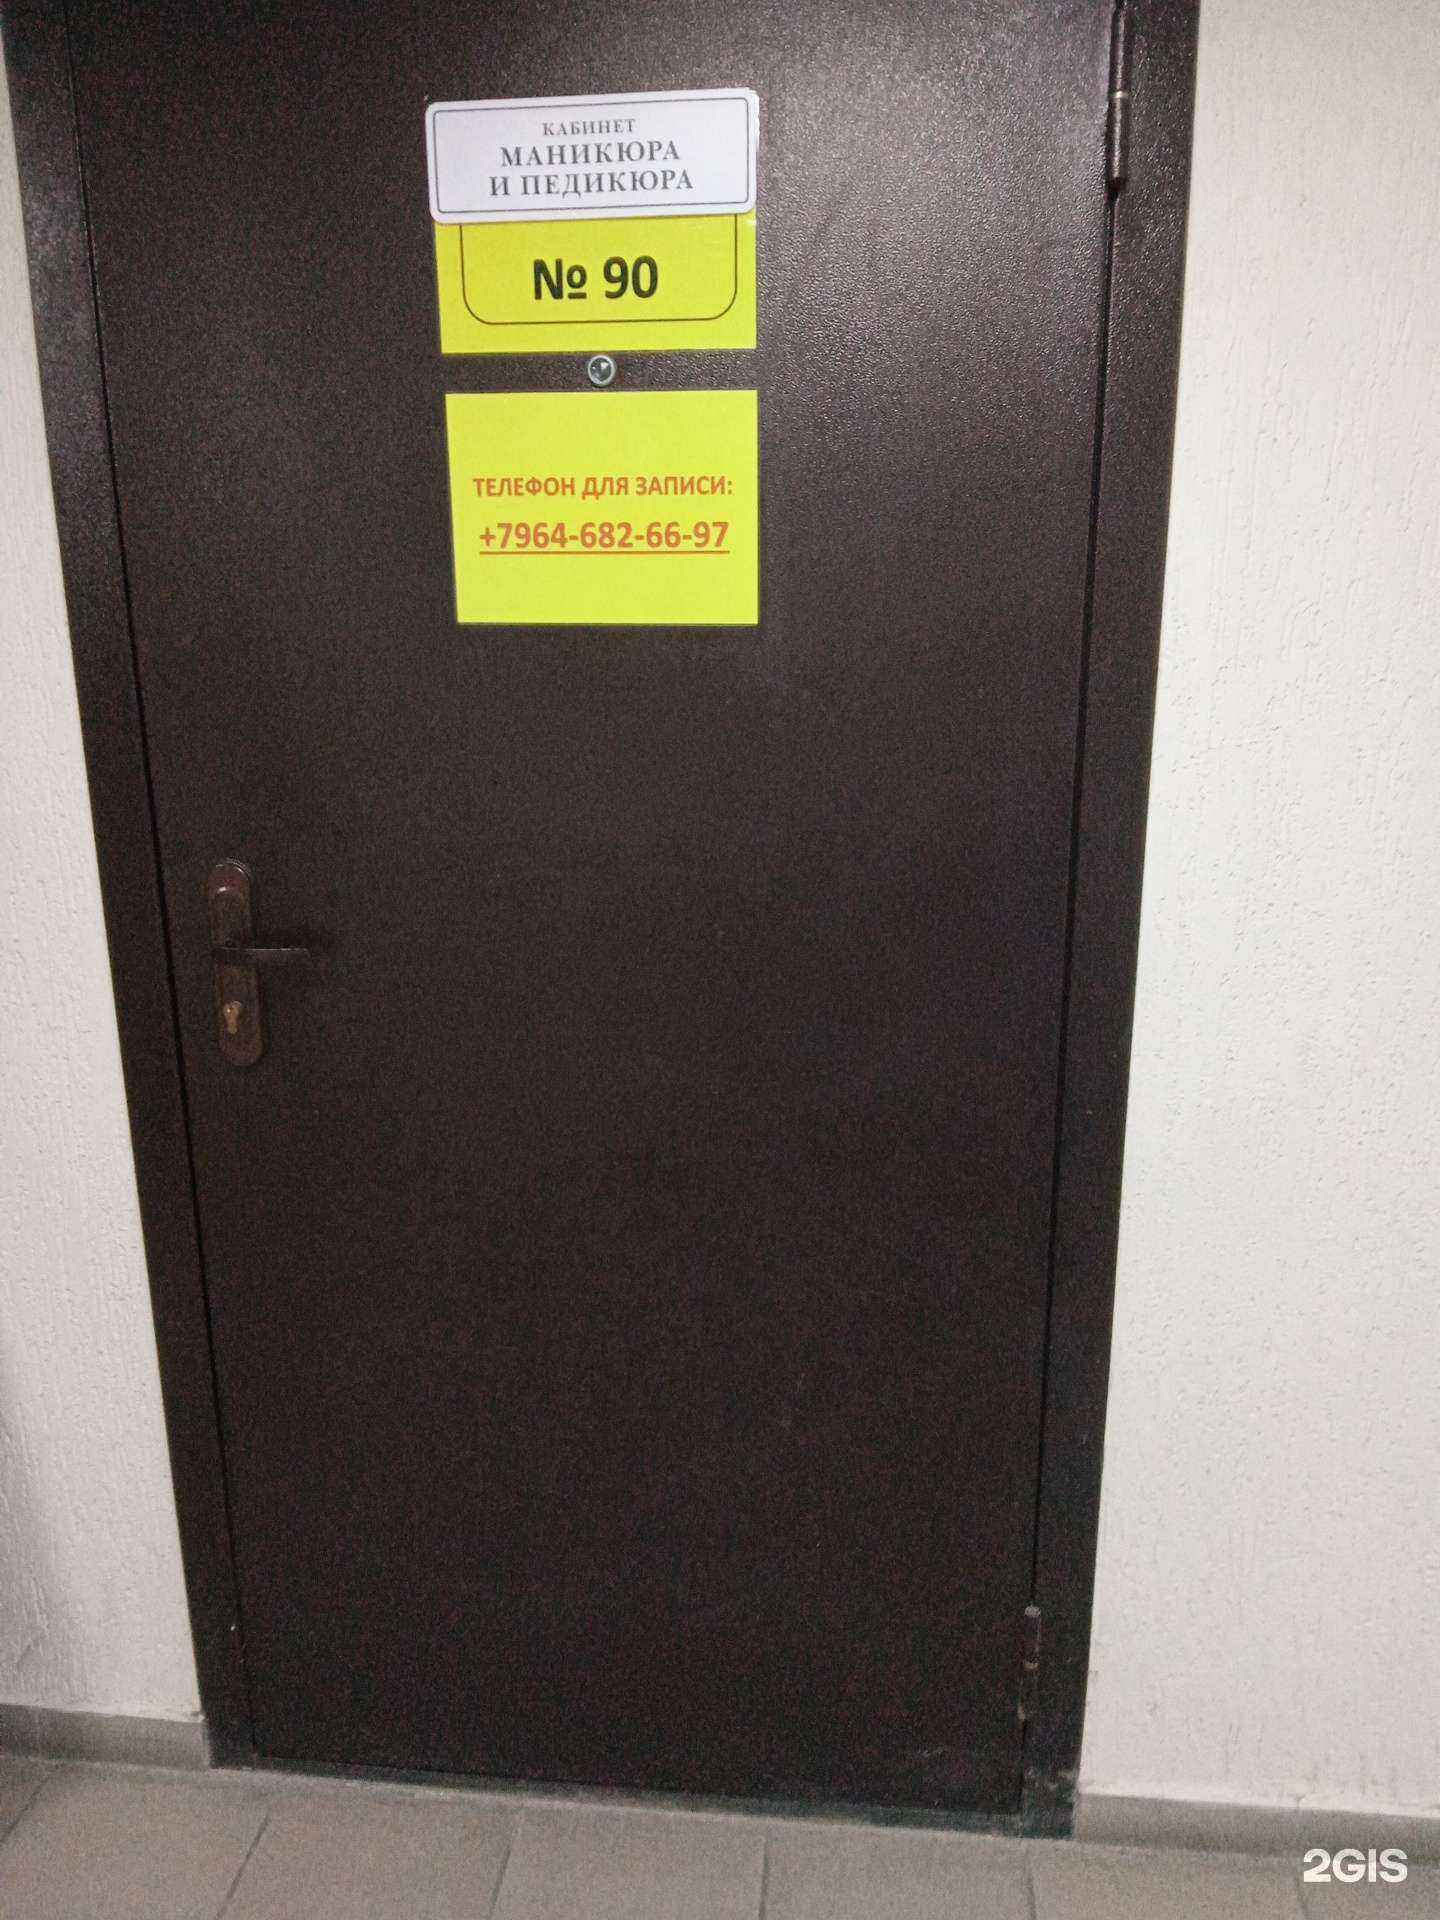 КАБИНЕТ
МАНИКЮРА
И ПЕДИКЮРА
№ 90
ТЕЛЕФОН ДЛЯ ЗАПИСИ:
+7964-682-66-97
2GIS